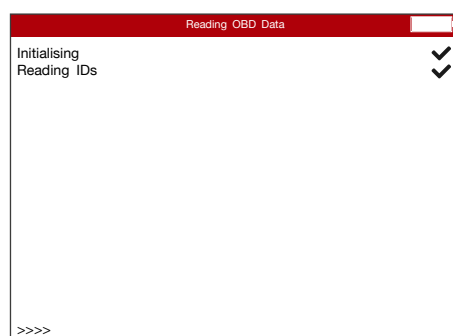 Reading OBD Data
Initialising
Reading IDs
>>>>